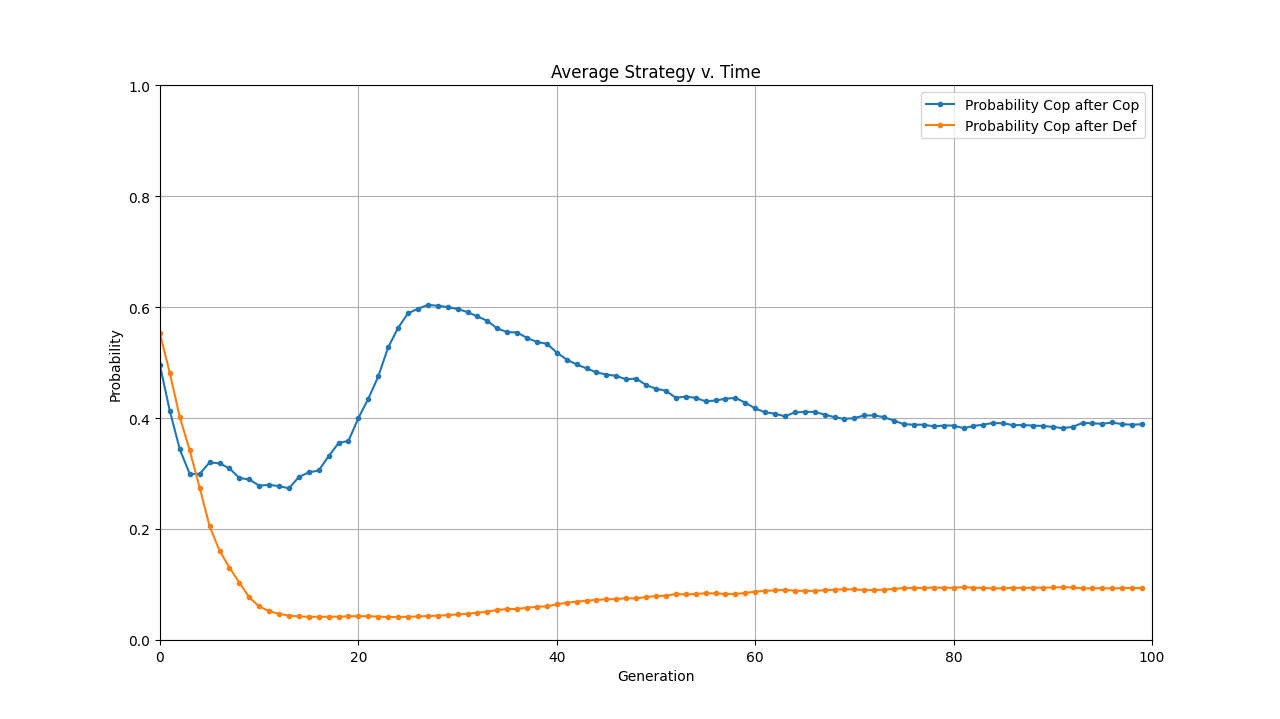 Average Strategy v. Time
Probability Cop after Cop
Probability Cop after Def
Probability
1.0
0.8
0.6
0.4
0.2
0.0
0 20 40 60 80 100
Generation